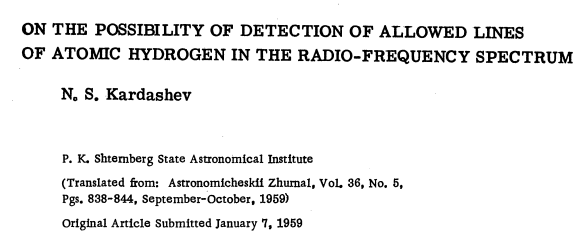 ON THE POSSIBILITY OF DETECTION OF ALLOWED LINES
OF ATOMIC HYDROGEN IN THE RADIO-FREQUENCY SPECTRUM
N. S. Kardashev
P. K. Shternberg State Astronomical Institute
(Translated from: Astronomicheskii Zhurnal, Vol. 36, No. 5,
Pgs. 838-844, September-October, 1959)
Original Article Submitted January 7, 1959